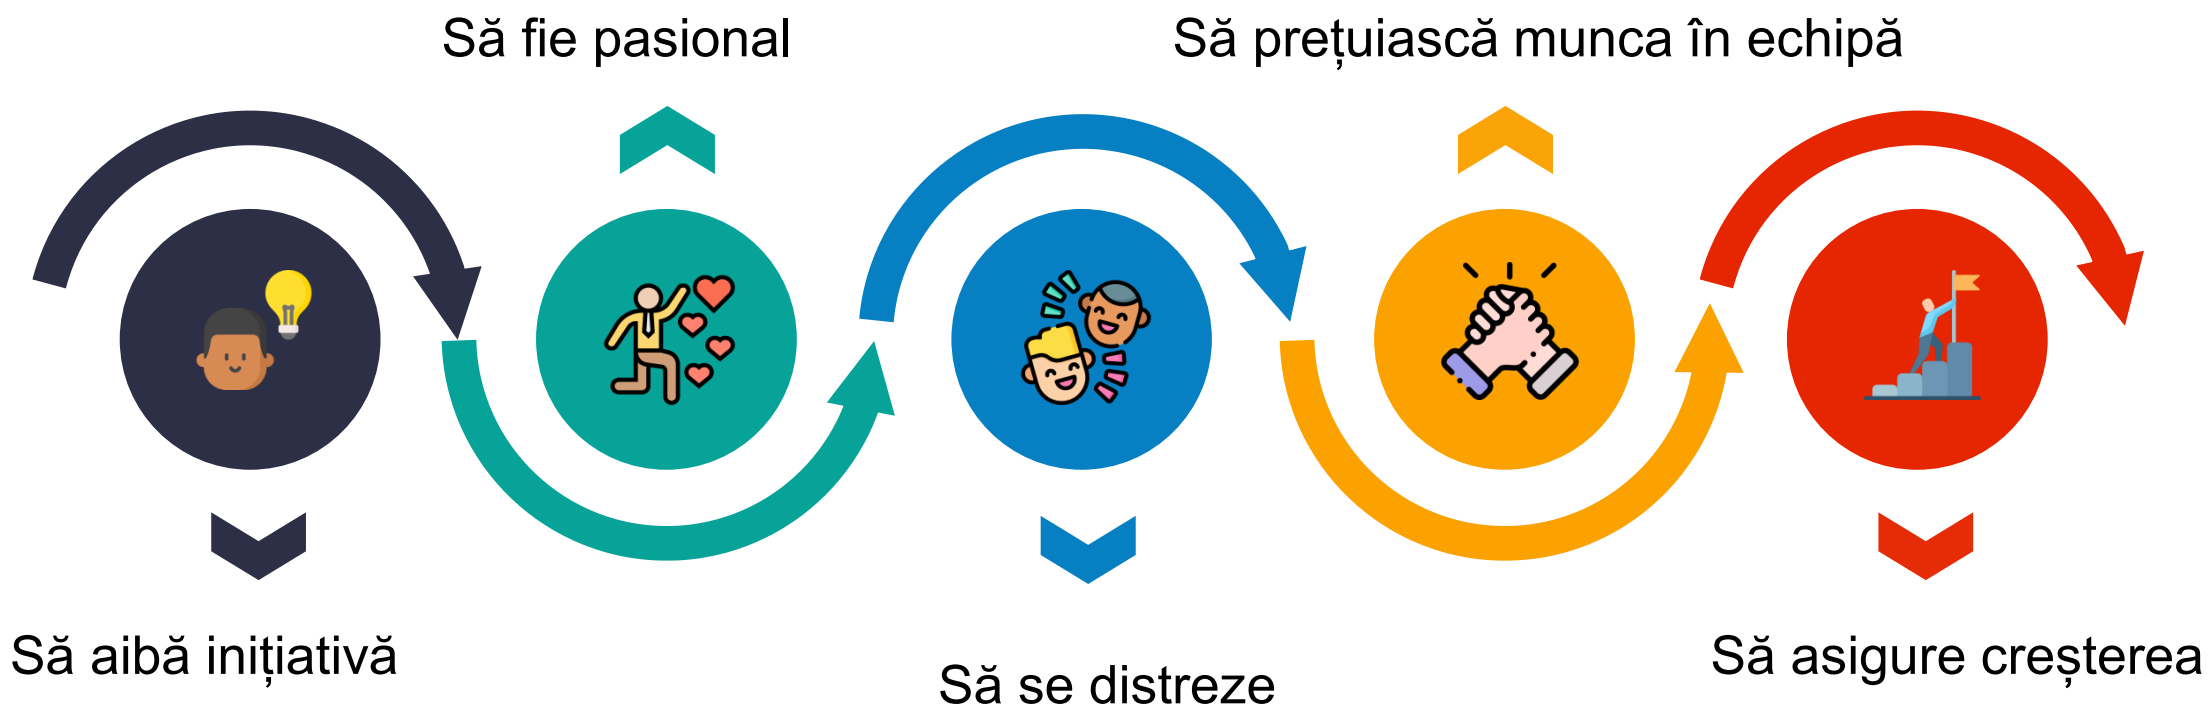 Să fie pasional
Să prețuiască munca în echipă
Să aibă inițiativă
Să se distreze
Să asigure creșterea